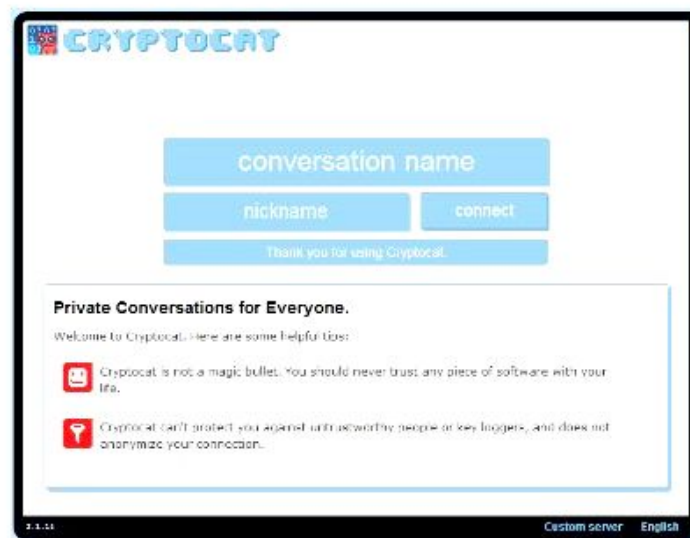 CRYPTOCAT
conversation name
nickname
connect
Thank you for using Cryptocat.
Private Conversations for Everyone.
Welcome to Cryptocat. Here are some helpful tips:
Cryptocat is not a magic bullet. You should never trust any piece of software with your
life.
Cryptocat can't protect you against untrustworthy people or key loggers, and does not
anonymize your connection.
Custom server English